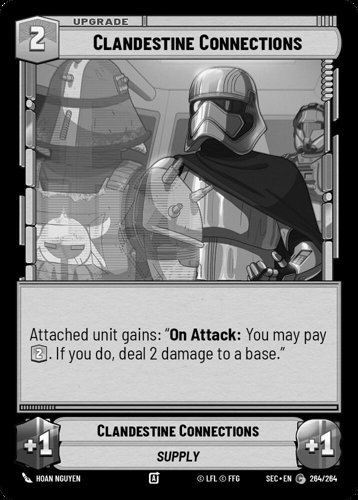 UPGRADE
2
CLANDESTINE CONNECTIONS
Attached unit gains: “On Attack: You may pay
2. If you do, deal 2 damage to a base.”
+1
CLANDESTINE CONNECTIONS
+1
SUPPLY
HOAN NGUYEN
A
© LFL © FFG
SEC • EN
C
264/264